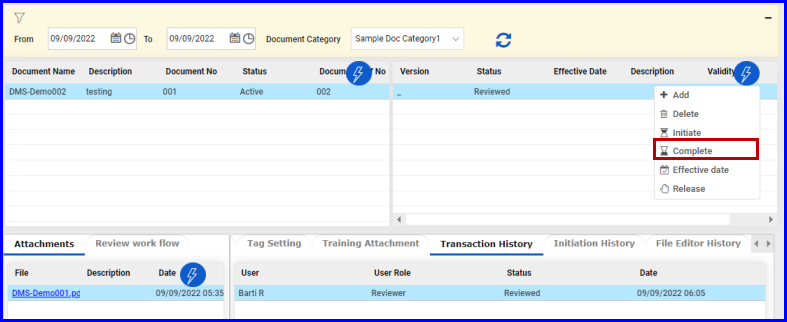 From 09/09/2022 To 09/09/2022 Document Category Sample Doc Category1
Document Name Description Document No Status No
DMS-Demo002 testing 001 Active 002
Version Status Effective Date Description Validity
_ Reviewed
Add
Delete
Initiate
Complete
Effective date
Release
Attachments Review work flow
File Description Date
DMS-Demo001.pd 09/09/2022 05:35
Tag Setting Training Attachment Transaction History Initiation History File Editor History
User User Role Status Date
Barti R Reviewer Reviewed 09/09/2022 06:05